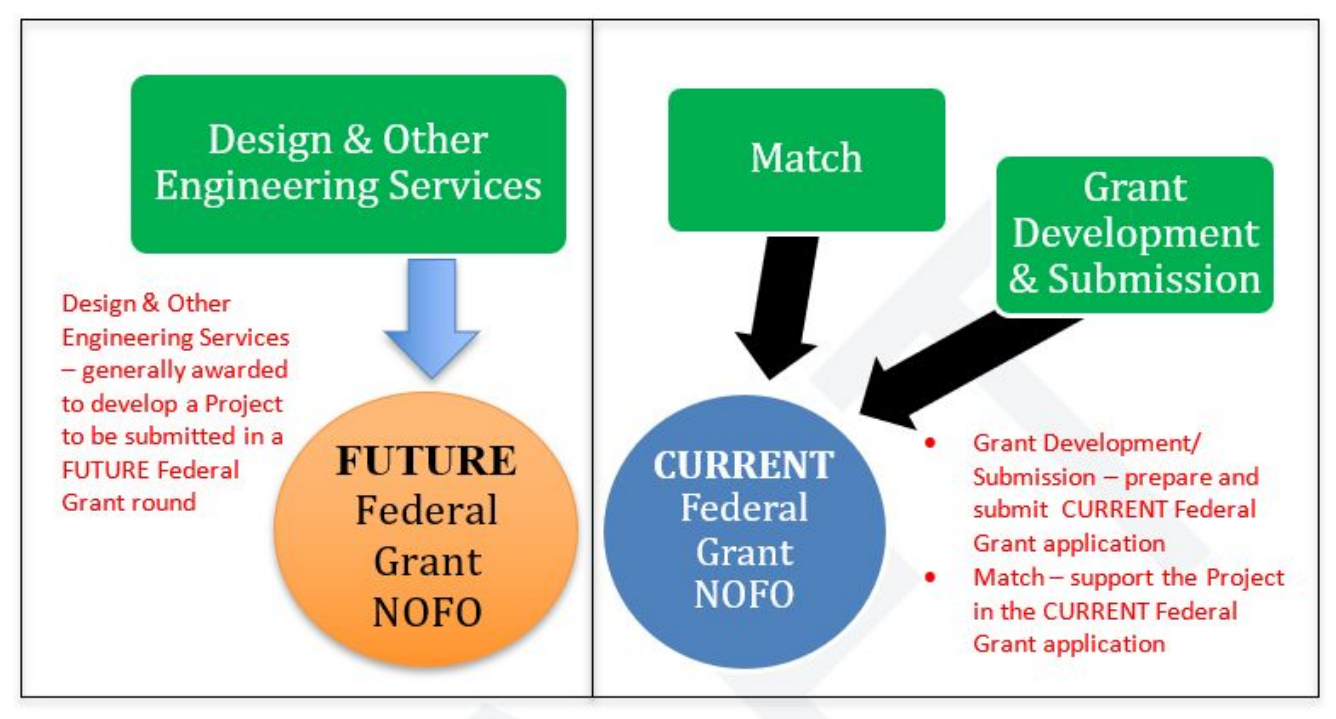 Design & Other
Engineering Services
Design & Other
Engineering Services
– generally awarded
to develop a Project
to be submitted in a
FUTURE Federal
Grant round
FUTURE
Federal
Grant
NOFO
Match
Grant
Development
& Submission
CURRENT
Federal
Grant
NOFO
• Grant Development/
Submission – prepare and
submit CURRENT Federal
Grant application
• Match – support the Project
in the CURRENT Federal
Grant application